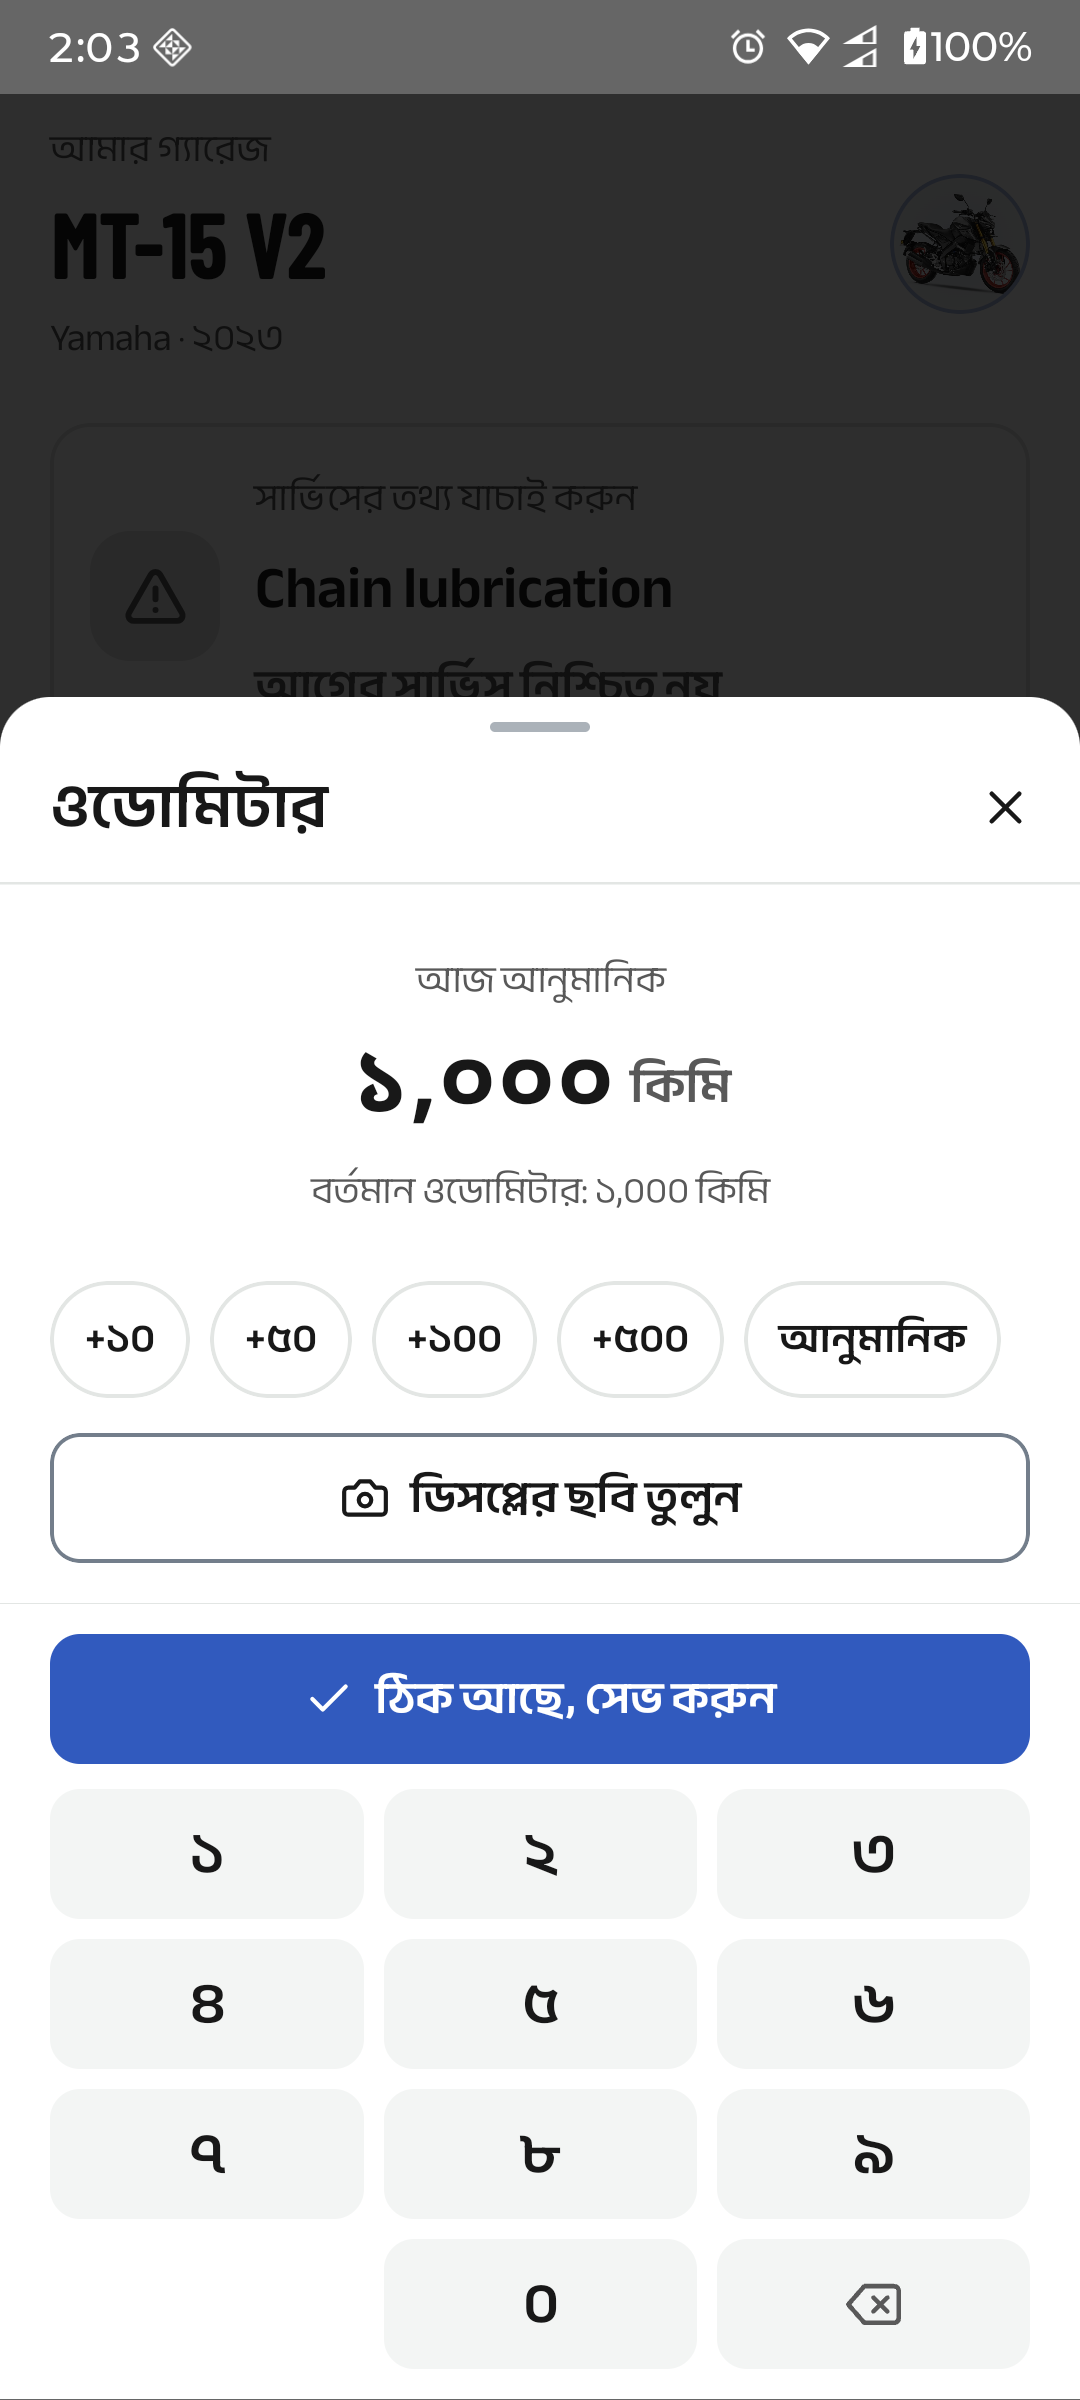 2:03
100%
আমার গ্যারেজ
MT-15 V2
Yamaha · ২০২৩
সার্ভিসের তথ্য যাচাই করুন
Chain lubrication
আগের সার্ভিস নিশ্চিত নয়
ওডোমিটার
আজ আনুমানিক
১,০০০ কিমি
বর্তমান ওডোমিটার: ১,০০০ কিমি
+১০ +৫০ +১০০ +৫০০ আনুমানিক
ডিসপ্লের ছবি তুলুন
ঠিক আছে, সেভ করুন
১ ২ ৩
৪ ৫ ৬
৭ ৮ ৯
০